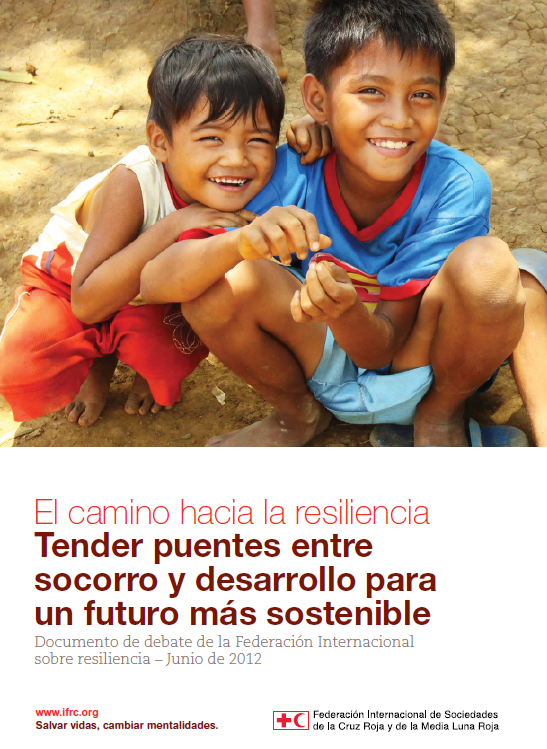 El camino hacia la resiliencia
Tender puentes entre
socorro y desarrollo para
un futuro más sostenible
Documento de debate de la Federación Internacional
sobre resiliencia – Junio de 2012
www.ifrc.org
Salvar vidas, cambiar mentalidades.
Federación Internacional de Sociedades
de la Cruz Roja y de la Media Luna Roja